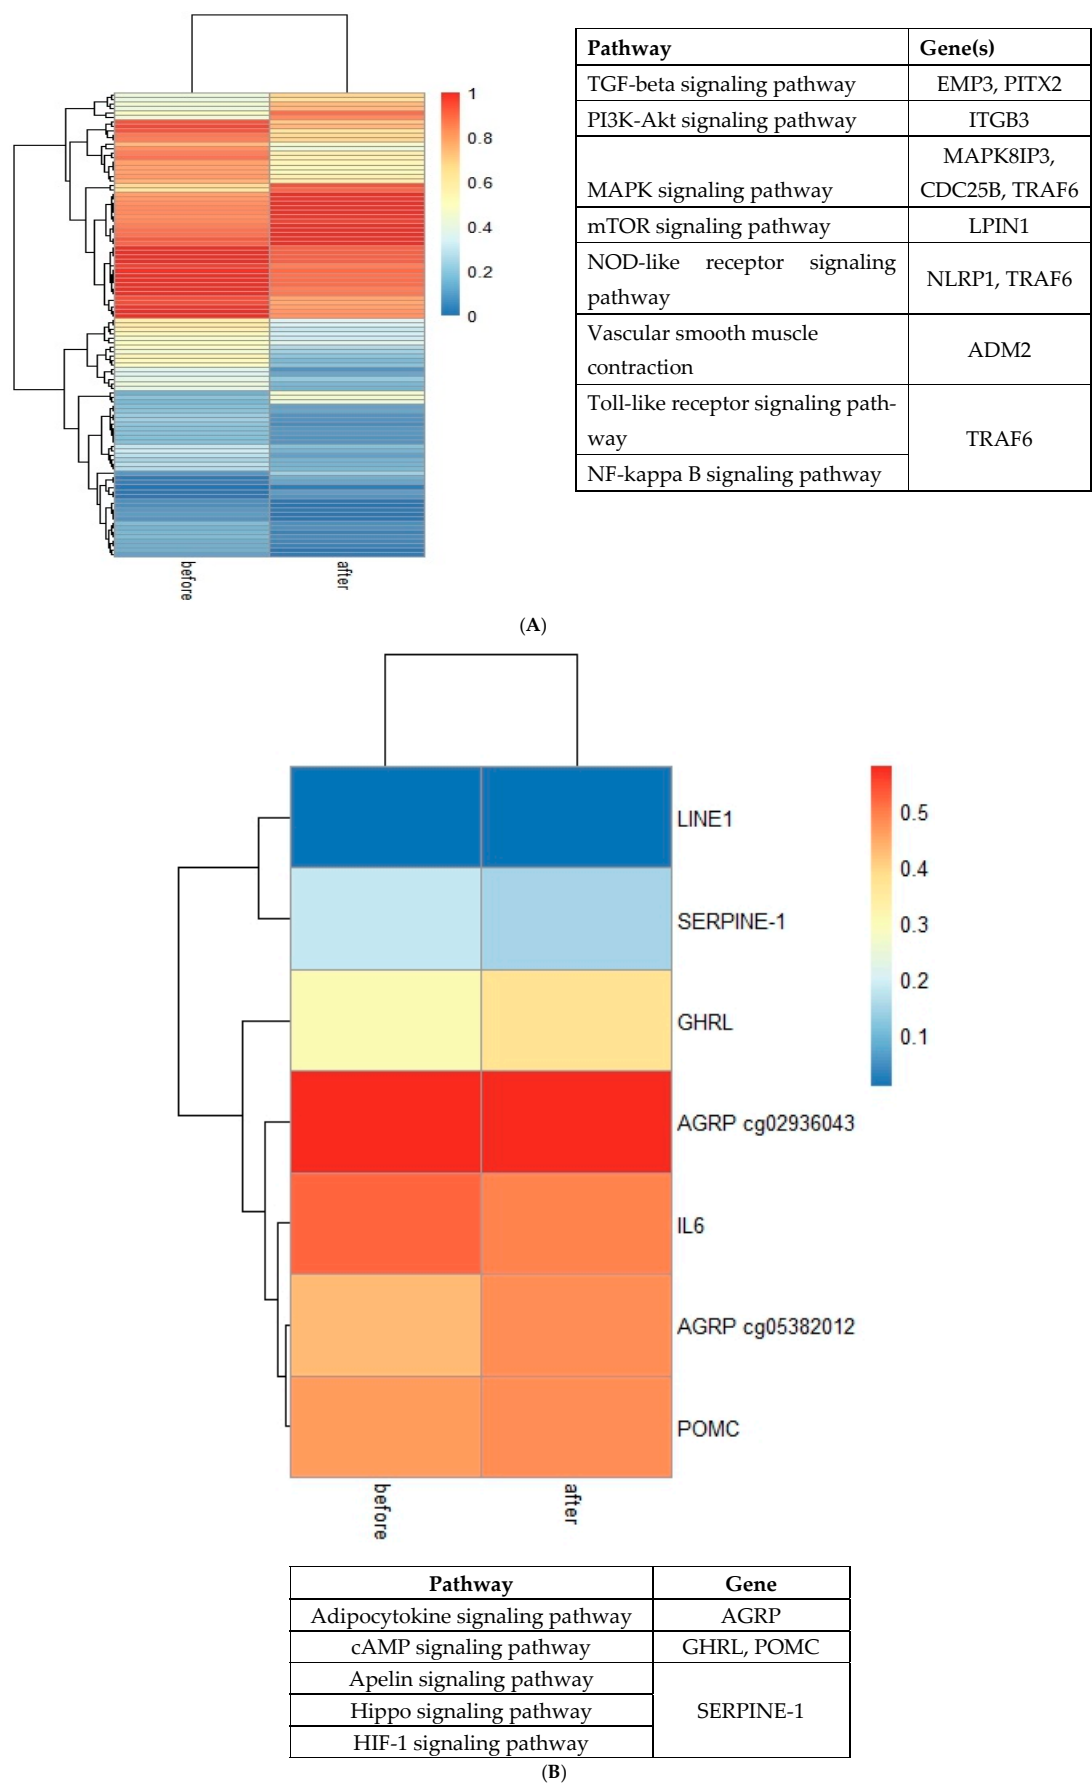 1
0.8
0.6
0.4
0.2
0
before
after
Pathway Gene(s)
TGF-beta signaling pathway EMP3, PITX2
PI3K-Akt signaling pathway ITGB3
MAPK signaling pathway MAPK8IP3,
CDC25B, TRAF6
mTOR signaling pathway LPIN1
NOD-like receptor signaling
pathway
NLRP1, TRAF6
Vascular smooth muscle
contraction
ADM2
Toll-like receptor signaling path-
way
NF-kappa B signaling pathway
TRAF6
(A)
LINE1
SERPINE-1
GHRL
AGRP cg02936043
IL6
AGRP cg05382012
POMC
0.5
0.4
0.3
0.2
0.1
before
after
Pathway Gene
Adipocytokine signaling pathway AGRP
cAMP signaling pathway GHRL, POMC
Apelin signaling pathway
Hippo signaling pathway SERPINE-1
HIF-1 signaling pathway
(B)